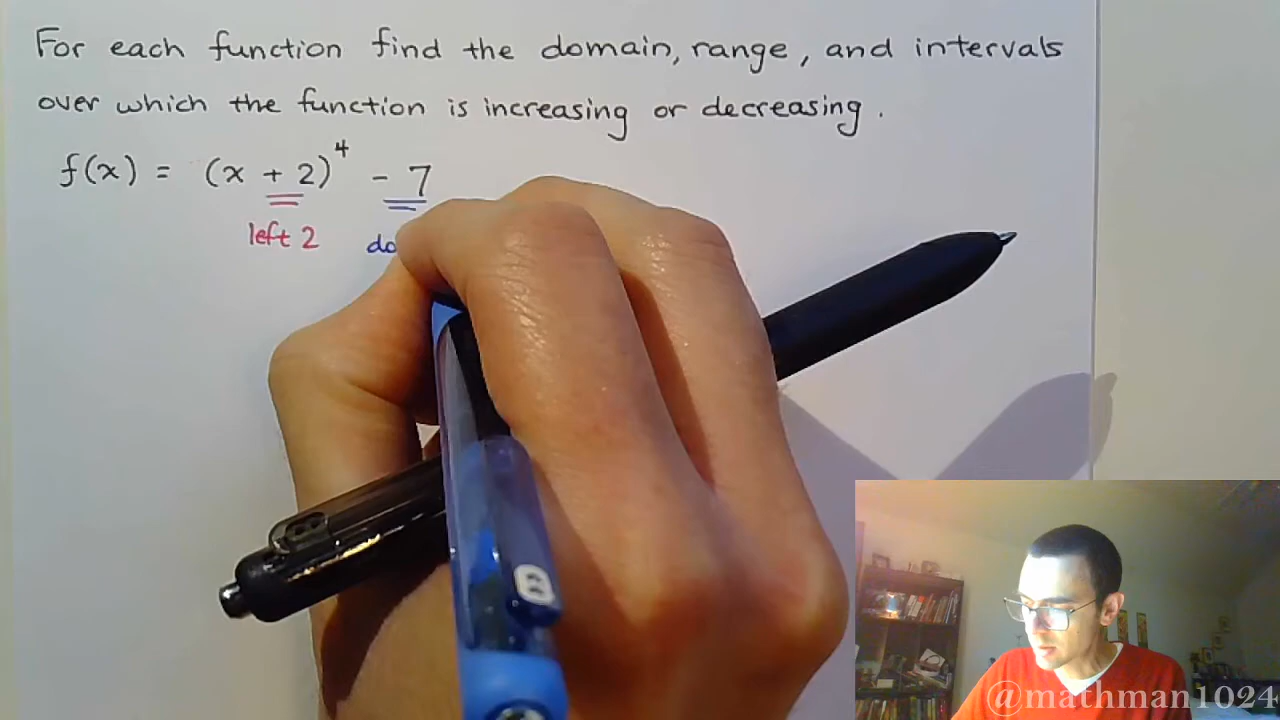 For each function find the domain, range, and intervals
over which the function is increasing or decreasing.
f(x) = (x + 2)⁴ - 7
left 2 do
@mathman1024